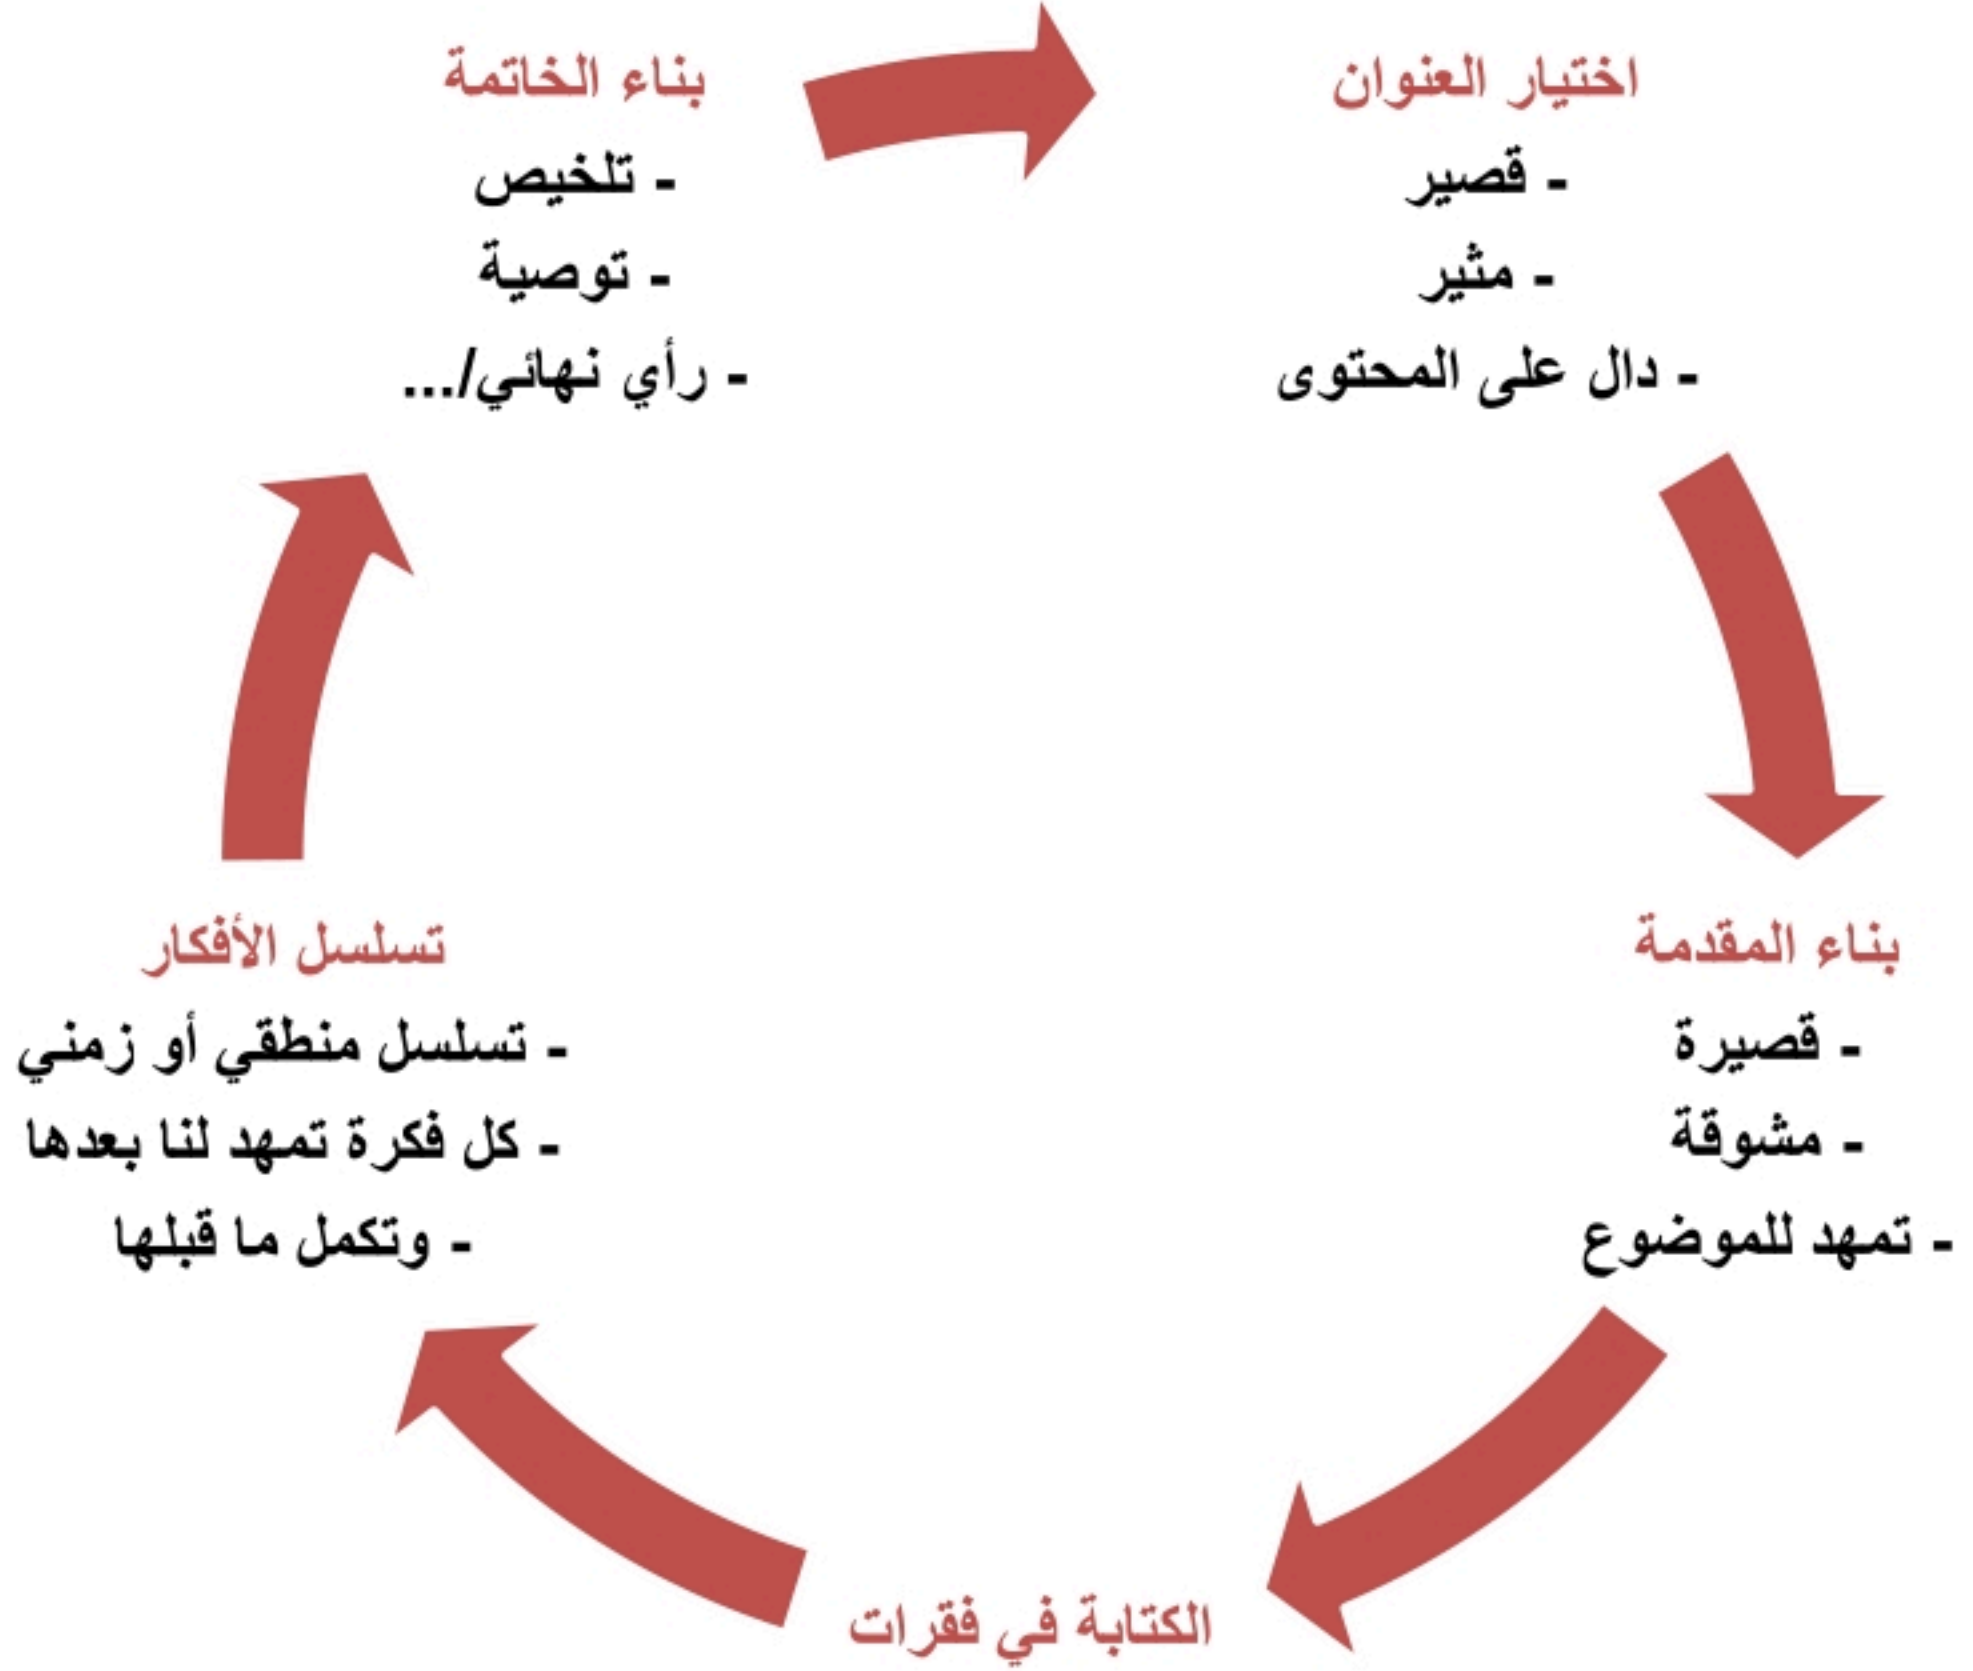 اختيار العنوان
- قصير
- مثير
- دال على المحتوى
بناء المقدمة
- قصيرة
- مشوقة
- تمهد للموضوع
الكتابة في فقرات
تسلسل الأفكار
- تسلسل منطقي أو زمني
- كل فكرة تمهد لنا بعدها
- وتكمل ما قبلها
بناء الخاتمة
- تلخيص
- توصية
- رأي نهائي/...